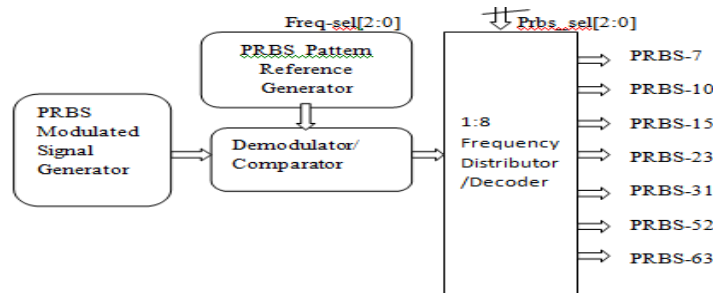 Freq-sel[2:0]
Prbs_sel[2:0]
PRBS Pattern
Reference
Generator
PRBS
Modulated
Signal
Generator
Demodulator/
Comparator
1:8
Frequency
Distributor
/Decoder
PRBS-7
PRBS-10
PRBS-15
PRBS-23
PRBS-31
PRBS-52
PRBS-63